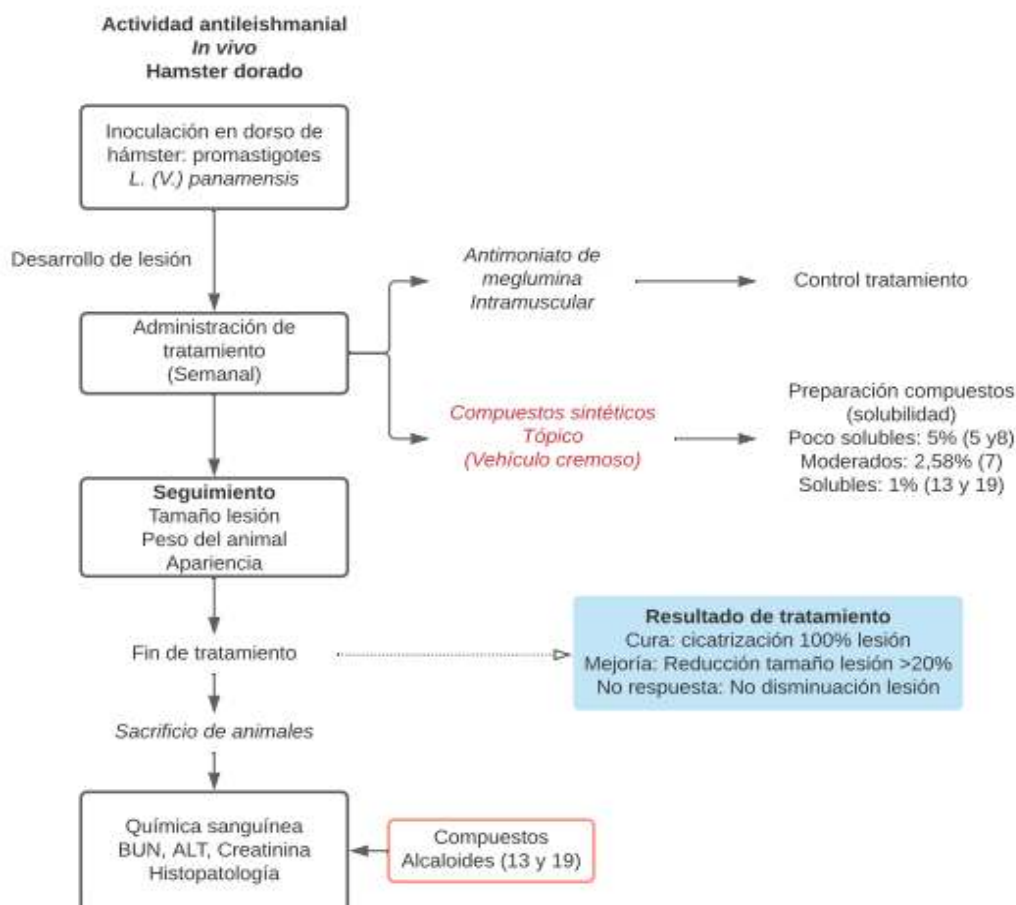 Actividad antileishmanial
In vivo
Hamster dorado
Inoculación en dorso de
hámster: promastigotes
L. (V.) panamensis
Desarrollo de lesión
Antimoniato de
meglumina
Intramuscular
Control tratamiento
Administración de
tratamiento
(Semanal)
Compuestos sintéticos
Tópico
(Vehículo cremoso)
Preparación compuestos
(solubilidad)
Poco solubles: 5% (5 y8)
Moderados: 2,58% (7)
Solubles: 1% (13 y 19)
Seguimiento
Tamaño lesión
Peso del animal
Apariencia
Fin de tratamiento
Resultado de tratamiento
Cura: cicatrización 100% lesión
Mejoría: Reducción tamaño lesión >20%
No respuesta: No disminuación lesión
Sacrificio de animales
Química sanguínea
BUN, ALT, Creatinina
Histopatología
Compuestos
Alcaloides (13 y 19)